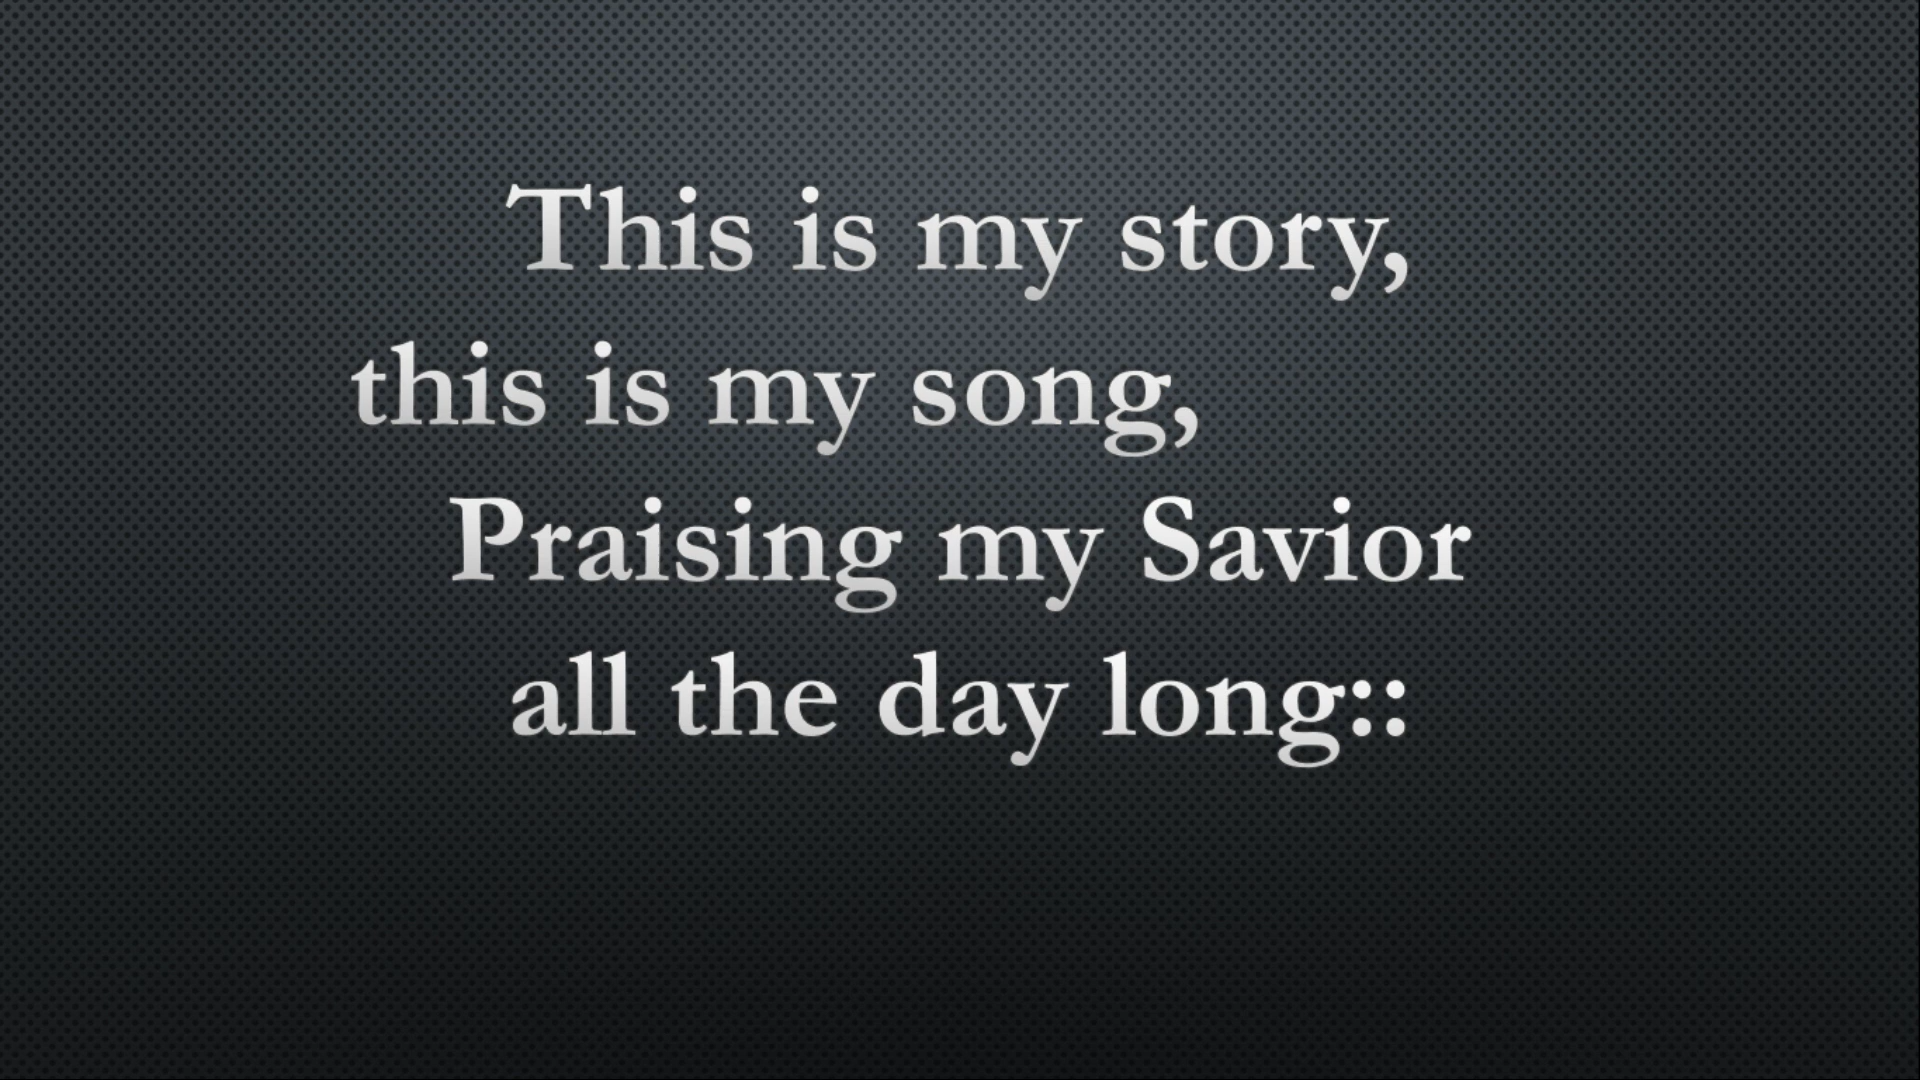 This is my story,
this is my song,
Praising my Savior
all the day long::